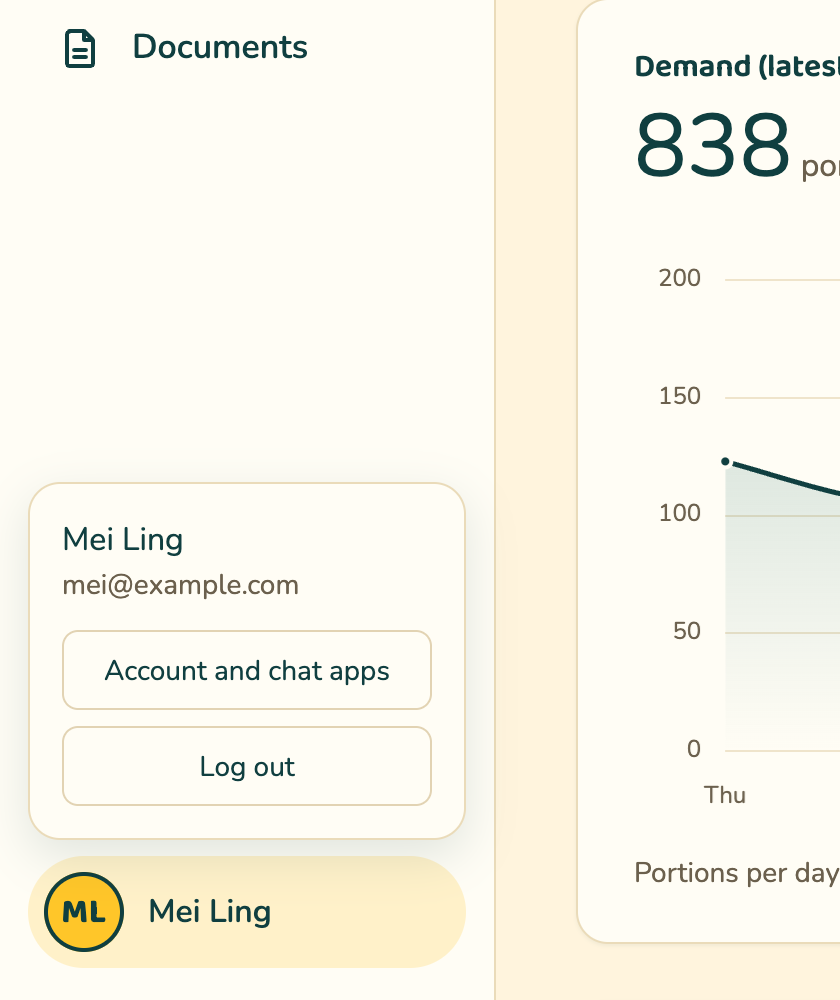 Documents
Mei Ling
mei@example.com
Account and chat apps
Log out
ML
Mei Ling
Demand (latest
838
200
150
100
50
0
Thu
Portions per day